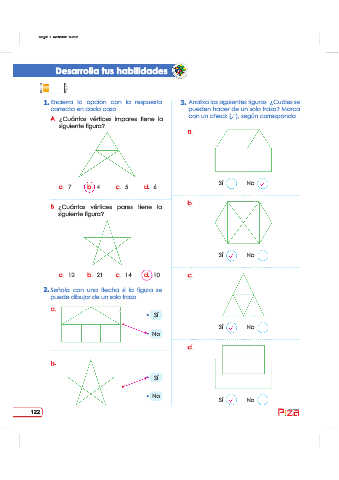 Desarrolla tus habilidades
1. Encierra la opción con la respuesta
correcta en cada caso
A. ¿Cuántos vértices impares tiene la
siguiente figura?
a. 7
b. 4
c. 5
d. 6
b. ¿Cuántos vértices pares tiene la
siguiente figura?
a. 12
b. 21
c. 14
d. 10
2. Señala con una flecha si la figura se
puede dibujar de un solo trazo
a.
• Sí
• No
b.
• Sí
• No
3. Analiza las siguientes figuras ¿Cuáles se
pueden hacer de un solo trazo? Marca
con un check (✓), según corresponda
a.
Sí
No ✓
b.
Sí ✓
No
c.
Sí ✓
No
d.
Sí ✓
No
122